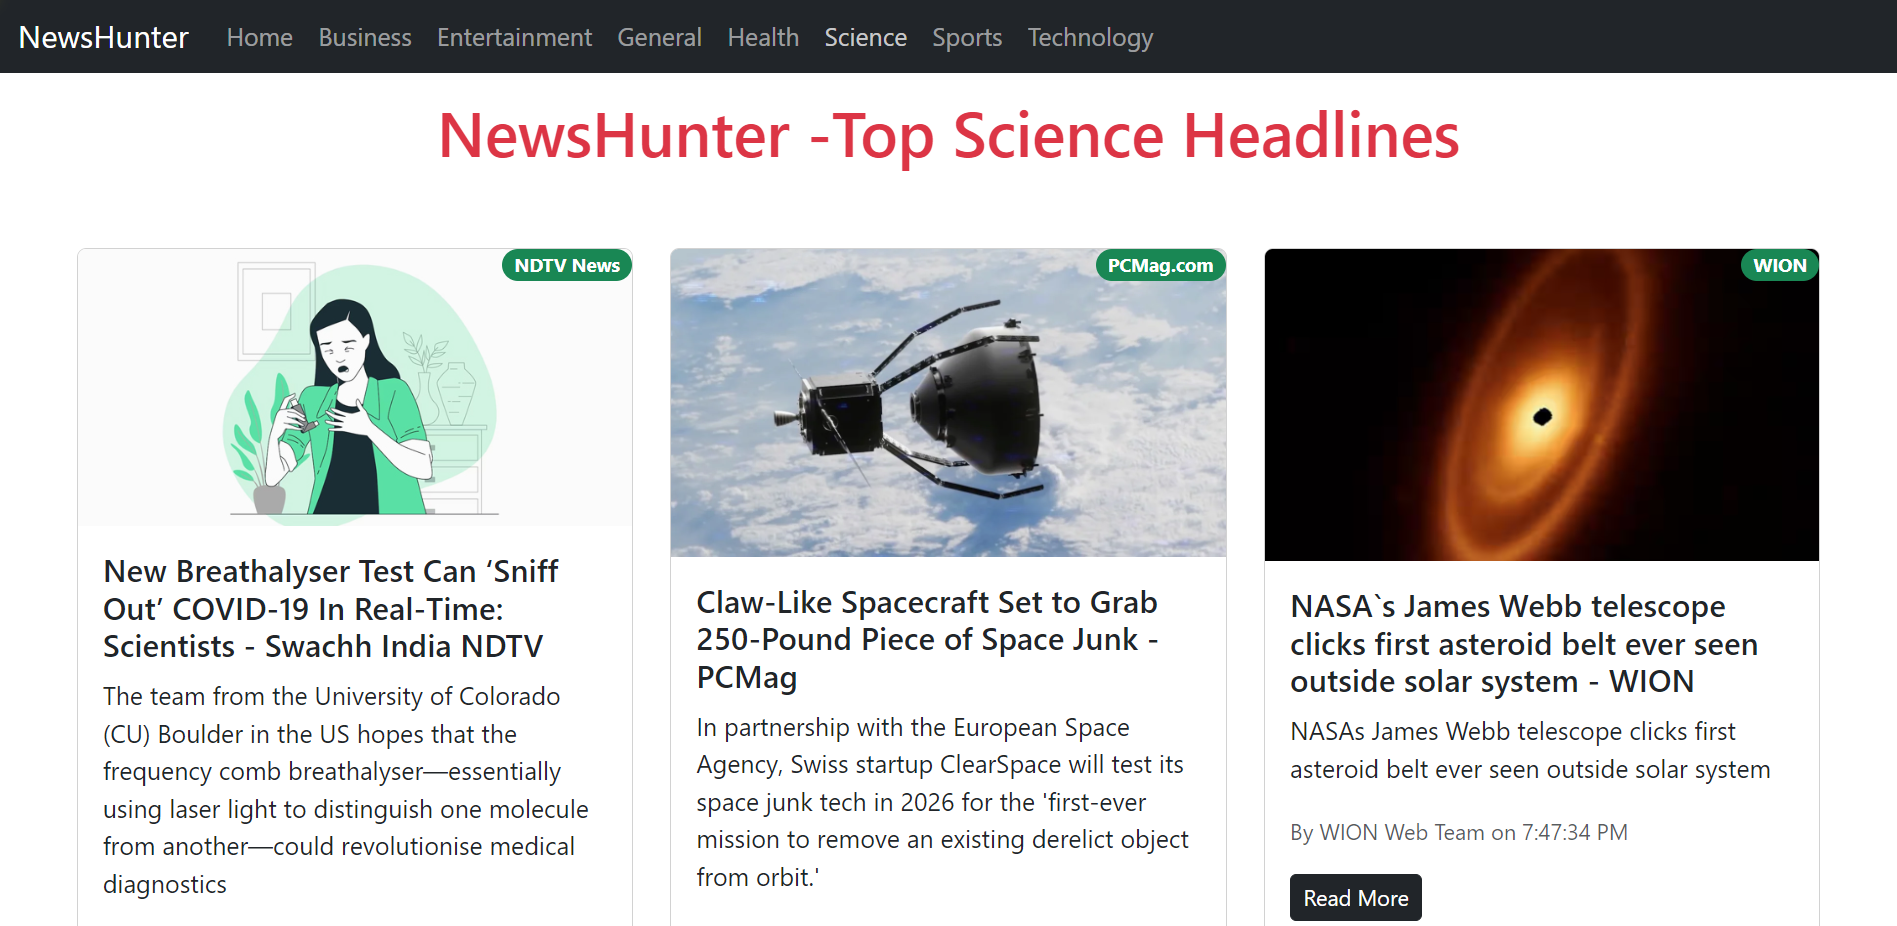 NewsHunter Home Business Entertainment General Health Science Sports Technology
NewsHunter -Top Science Headlines
NDTV News
New Breathalyser Test Can ‘Sniff
Out’ COVID-19 In Real-Time:
Scientists - Swachh India NDTV
The team from the University of Colorado
(CU) Boulder in the US hopes that the
frequency comb breathalyser—essentially
using laser light to distinguish one molecule
from another—could revolutionise medical
diagnostics
PCMag.com
Claw-Like Spacecraft Set to Grab
250-Pound Piece of Space Junk -
PCMag
In partnership with the European Space
Agency, Swiss startup ClearSpace will test its
space junk tech in 2026 for the 'first-ever
mission to remove an existing derelict object
from orbit.'
WION
NASA`s James Webb telescope
clicks first asteroid belt ever seen
outside solar system - WION
NASAs James Webb telescope clicks first
asteroid belt ever seen outside solar system
By WION Web Team on 7:47:34 PM
Read More